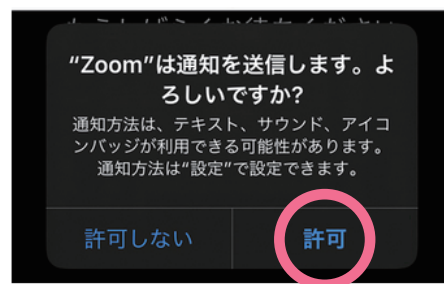 “Zoom”は通知を送信します。よ
ろしいですか?
通知方法は、テキスト、サウンド、アイコ
ンバッジが利用できる可能性があります。
通知方法は“設定”で設定できます。
許可しない
許可